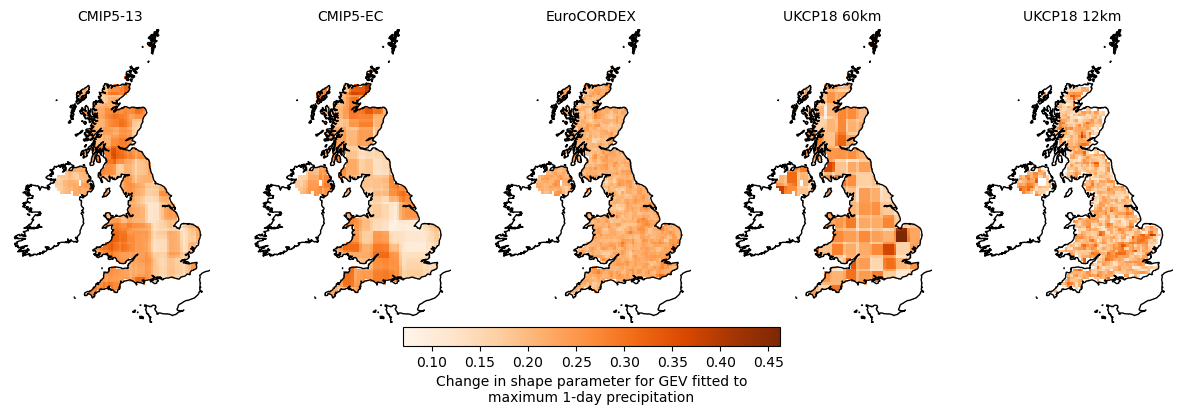 CMIP5-13
CMIP5-EC
EuroCORDEX
UKCP18 60km
UKCP18 12km
0.10 0.15 0.20 0.25 0.30 0.35 0.40 0.45
Change in shape parameter for GEV fitted to
maximum 1-day precipitation